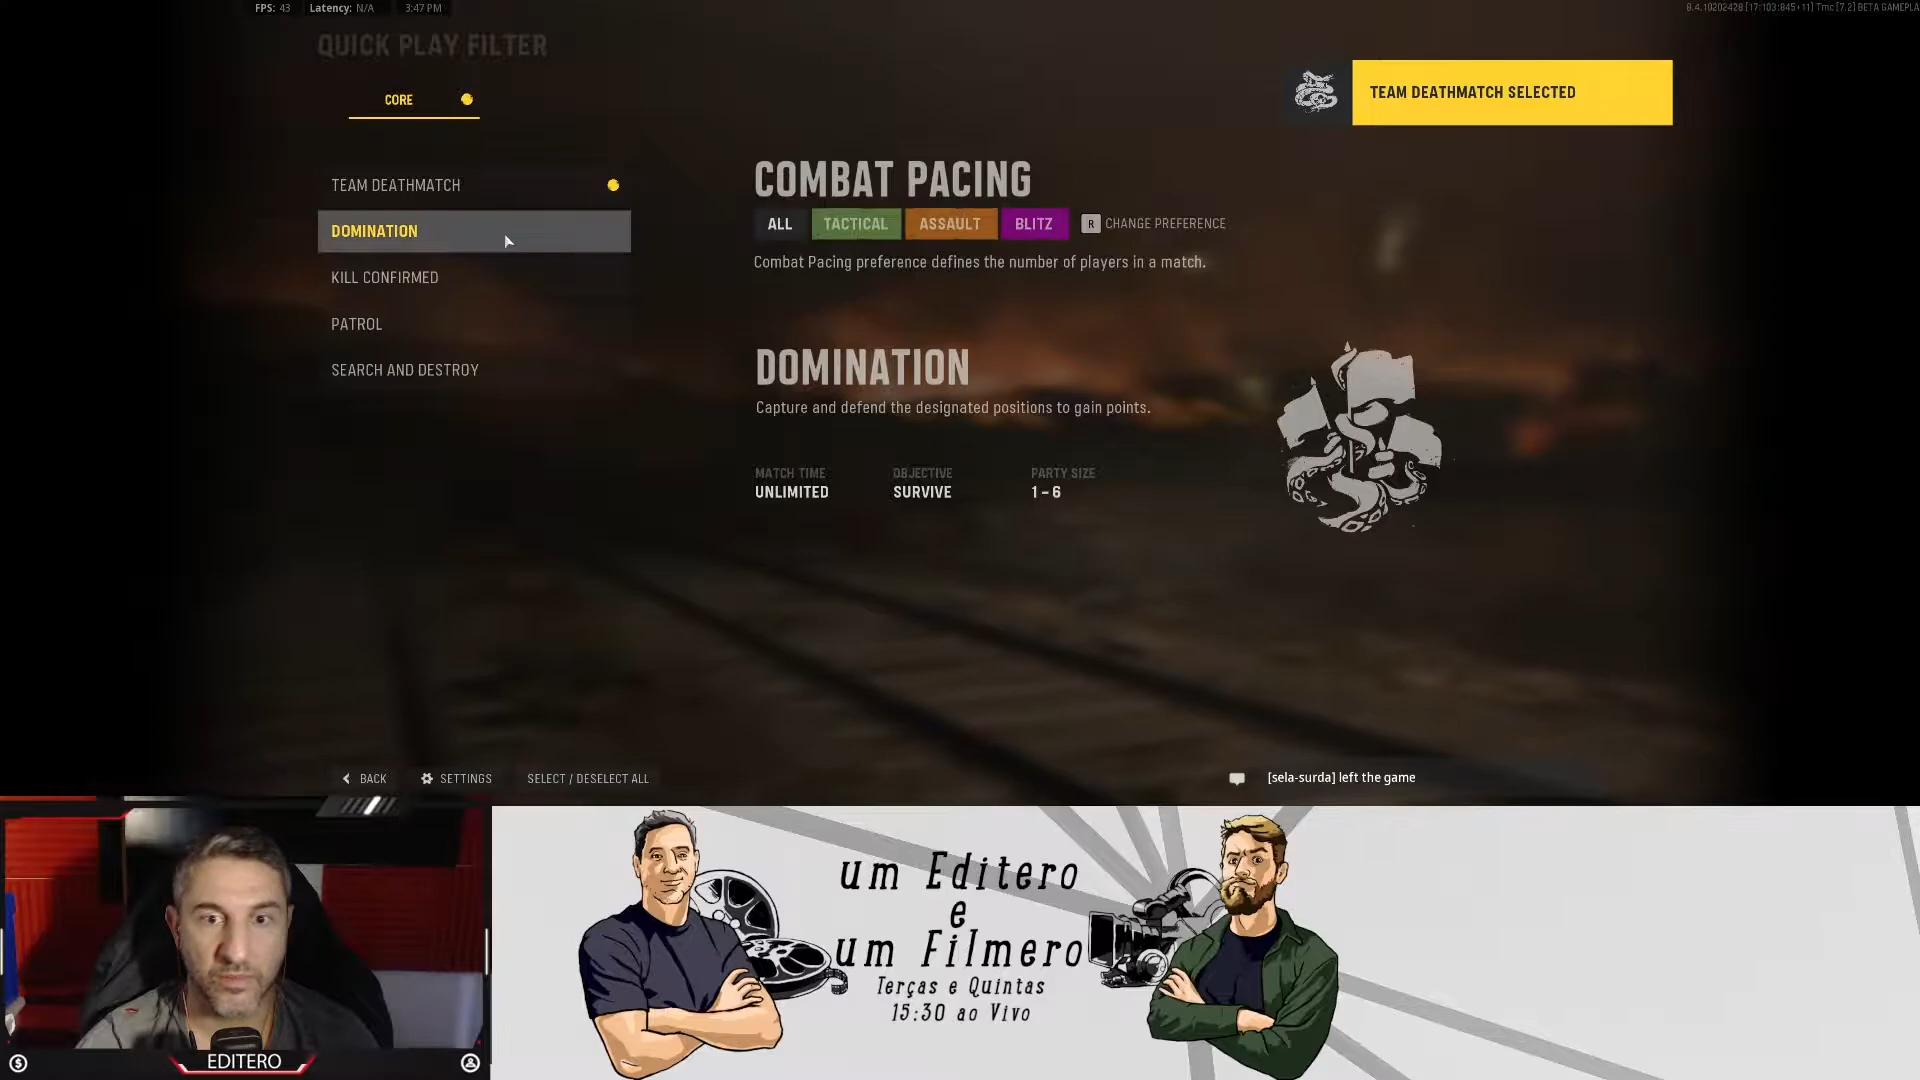 FPS: 43 Latency: N/A 3:47 PM
QUICK PLAY FILTER
CORE
TEAM DEATHMATCH SELECTED
TEAM DEATHMATCH
DOMINATION
KILL CONFIRMED
PATROL
SEARCH AND DESTROY
COMBAT PACING
ALL TACTICAL ASSAULT BLITZ R CHANGE PREFERENCE
Combat Pacing preference defines the number of players in a match.
DOMINATION
Capture and defend the designated positions to gain points.
MATCH TIME OBJECTIVE PARTY SIZE
UNLIMITED SURVIVE 1 - 6
BACK SETTINGS SELECT / DESELECT ALL
[sela-surda] left the game
um Editero
e
um Filmero
Terças e Quintas
15:30 ao Vivo
EDITERO